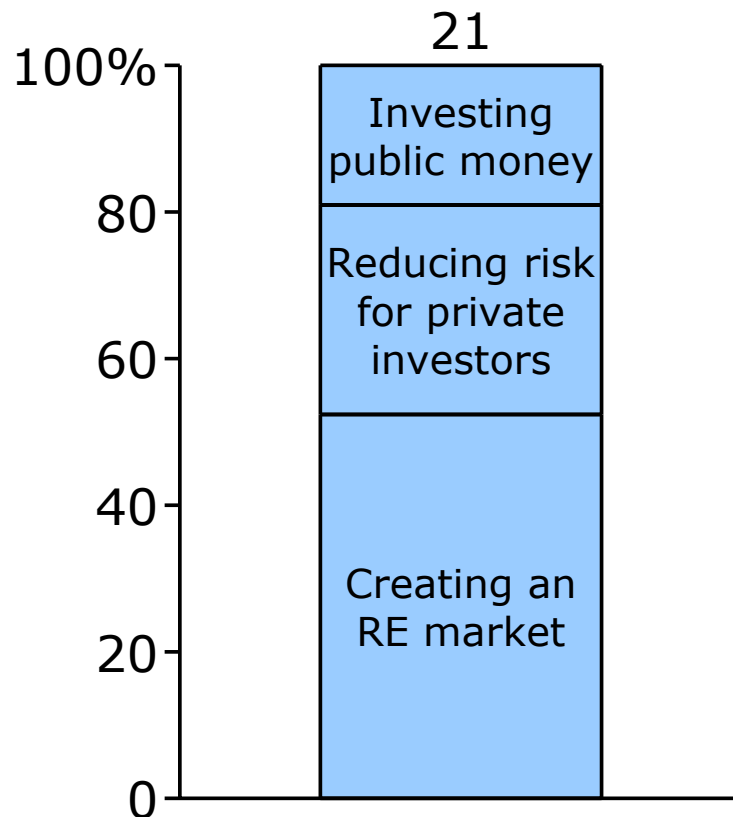 21
100%
Investing
public money
80
Reducing risk
for private
investors
60
40
Creating an
RE market
20
0